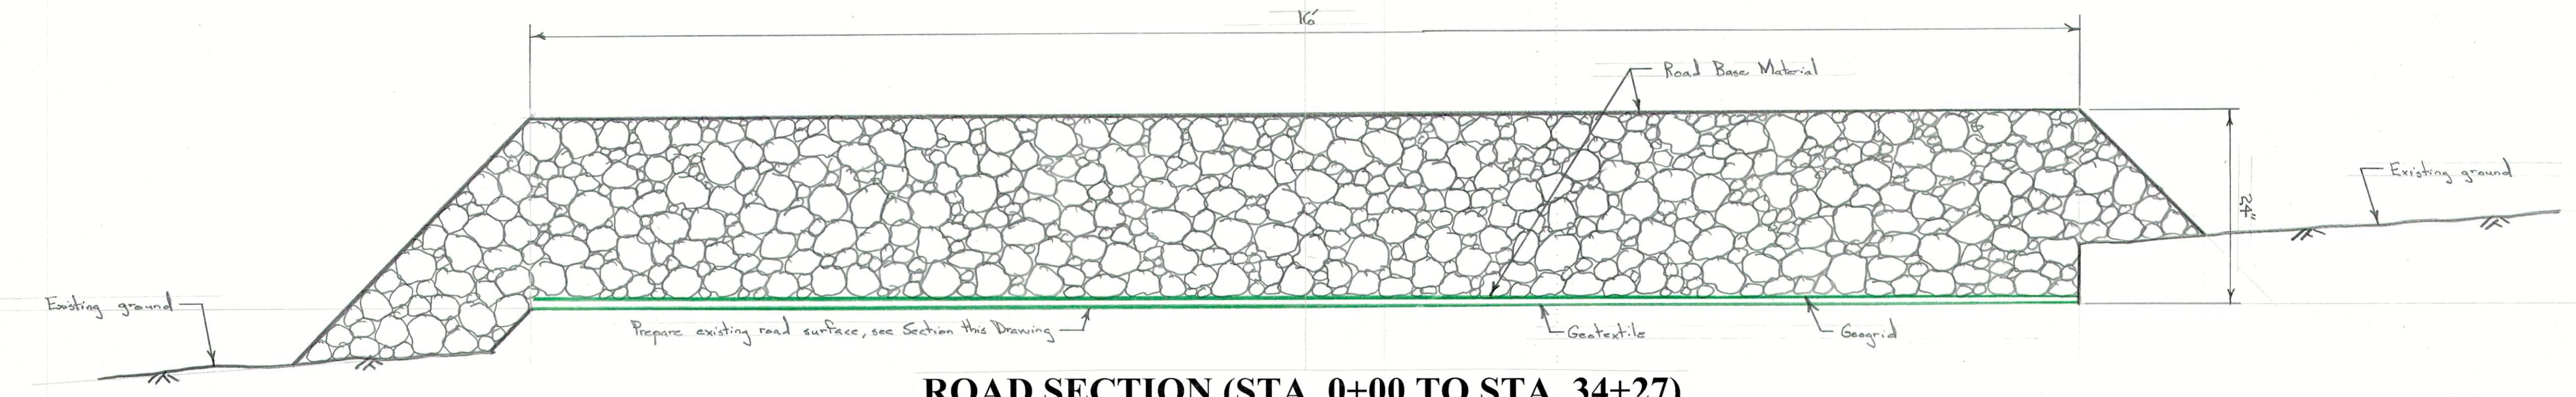 16'
Road Base Material
Existing ground
24"
Existing ground
Prepare existing road surface, see Section this Drawing
Geotextile
Geogrid
ROAD SECTION (STA. 0+00 TO STA. 34+27)